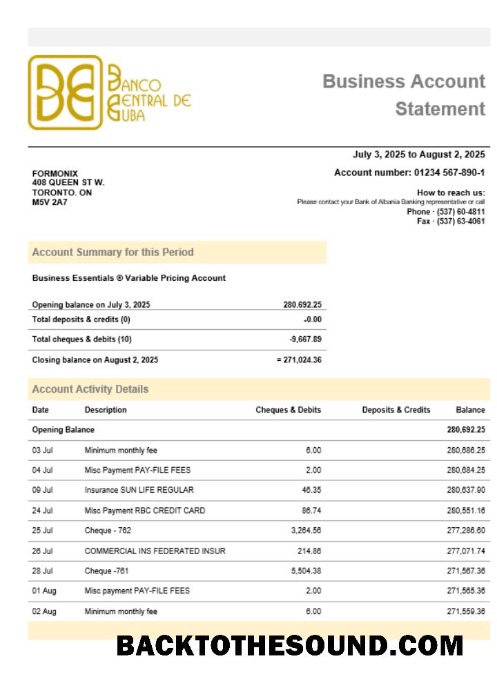 BANCO
CENTRAL DE
CUBA
Business Account
Statement
July 3, 2025 to August 2, 2025
FORMONIX
408 QUEEN ST W.
TORONTO. ON
M5V 2A7
Account number: 01234 567-890-1
How to reach us:
Please contact your Bank of Albania Banking representative or call
Phone · (537) 60-4811
Fax · (537) 63-4061
Account Summary for this Period
Business Essentials ® Variable Pricing Account
Opening balance on July 3, 2025 280,692.25
Total deposits & credits (0) -0.00
Total cheques & debits (10) -9,667.89
Closing balance on August 2, 2025 = 271,024.36
Account Activity Details
Date Description Cheques & Debits Deposits & Credits Balance
Opening Balance 280,692.25
03 Jul Minimum monthly fee 6.00 280,686.25
04 Jul Misc Payment PAY-FILE FEES 2.00 280,684.25
09 Jul Insurance SUN LIFE REGULAR 46.35 280,637.90
24 Jul Misc Payment RBC CREDIT CARD 86.74 280,551.16
25 Jul Cheque - 762 3,264.56 277,286.60
26 Jul COMMERCIAL INS FEDERATED INSUR 214.86 277,071.74
28 Jul Cheque -761 5,504.38 271,567.36
01 Aug Misc payment PAY-FILE FEES 2.00 271,565.36
02 Aug Minimum monthly fee 6.00 271,559.36
BACKTOTHESOUND.COM